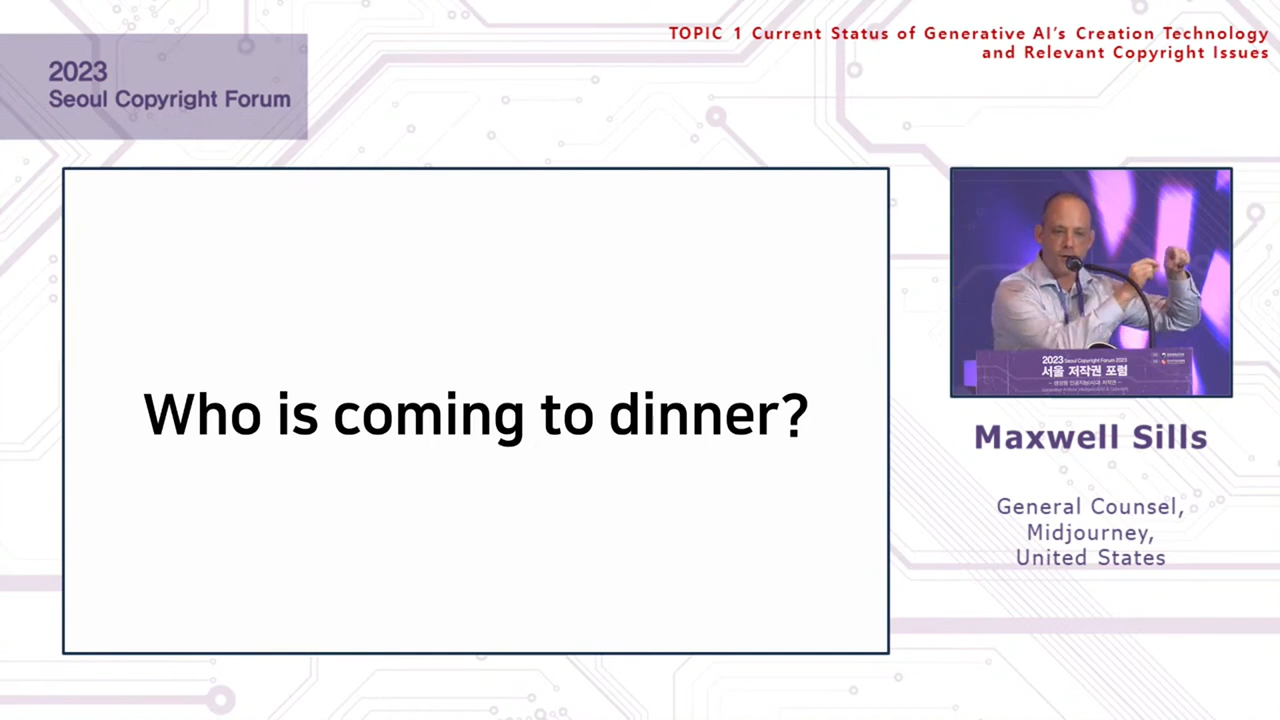 TOPIC 1 Current Status of Generative AI's Creation Technology
and Relevant Copyright Issues
2023
Seoul Copyright Forum
Who is coming to dinner?
2023 Seoul Copyright Forum 2023
서울 저작권 포럼
Maxwell Sills
General Counsel,
Midjourney,
United States